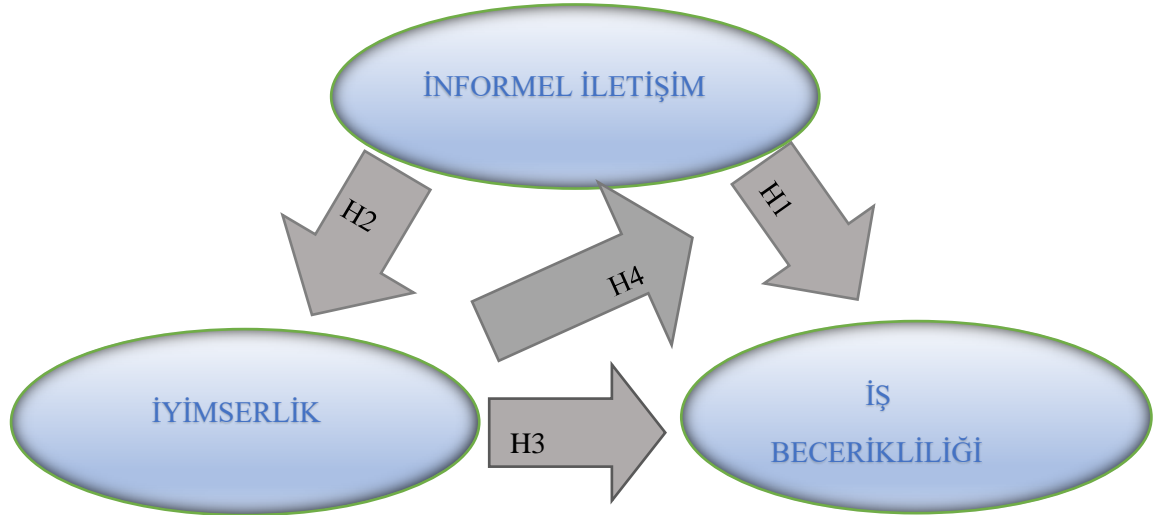 İNFORMEL İLETİŞİM
H2
H1
H4
İYİMSERLİK
H3
İŞ
BECERİKLİLİĞİ